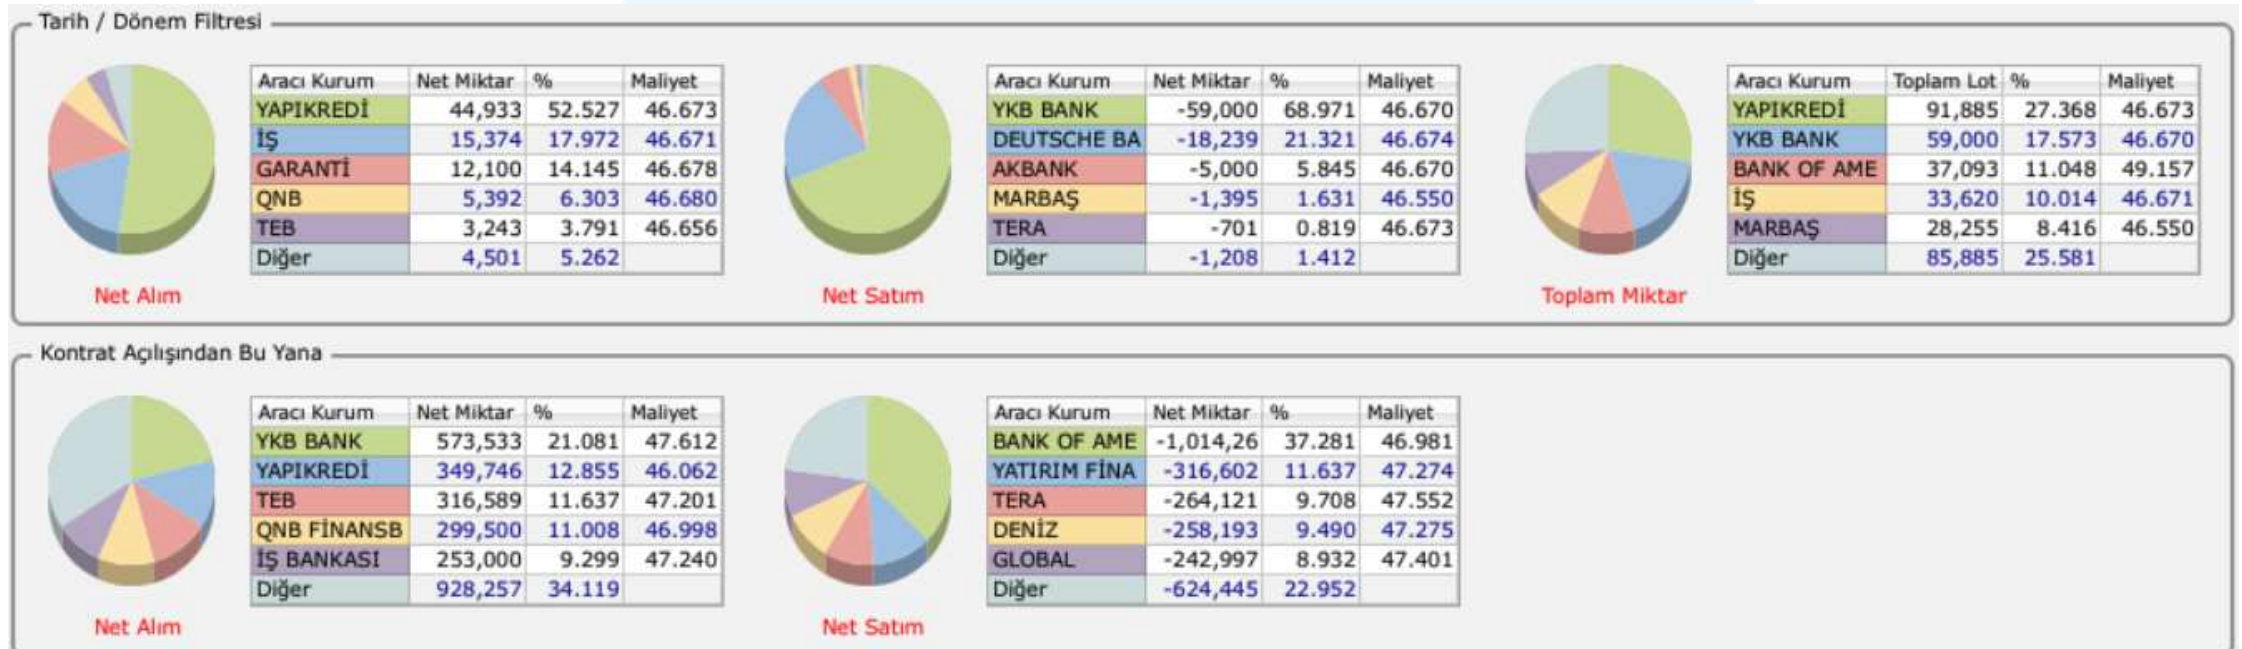 Tarih / Dönem Filtresi
Aracı Kurum Net Miktar % Maliyet
YAPIKREDİ 44,933 52.527 46.673
İŞ 15,374 17.972 46.671
GARANTİ 12,100 14.145 46.678
QNB 5,392 6.303 46.680
TEB 3,243 3.791 46.656
Diğer 4,501 5.262
Net Alım
Aracı Kurum Net Miktar % Maliyet
YKB BANK -59,000 68.971 46.670
DEUTSCHE BA -18,239 21.321 46.674
AKBANK -5,000 5.845 46.670
MARBAŞ -1,395 1.631 46.550
TERA -701 0.819 46.673
Diğer -1,208 1.412
Net Satım
Aracı Kurum Toplam Lot % Maliyet
YAPIKREDİ 91,885 27.368 46.673
YKB BANK 59,000 17.573 46.670
BANK OF AME 37,093 11.048 49.157
İŞ 33,620 10.014 46.671
MARBAŞ 28,255 8.416 46.550
Diğer 85,885 25.581
Toplam Miktar
Kontrat Açılışından Bu Yana
Aracı Kurum Net Miktar % Maliyet
YKB BANK 573,533 21.081 47.612
YAPIKREDİ 349,746 12.855 46.062
TEB 316,589 11.637 47.201
QNB FİNANSB 299,500 11.008 46.998
İŞ BANKASI 253,000 9.299 47.240
Diğer 928,257 34.119
Net Alım
Aracı Kurum Net Miktar % Maliyet
BANK OF AME -1,014,26 37.281 46.981
YATIRIM FİNA -316,602 11.637 47.274
TERA -264,121 9.708 47.552
DENİZ -258,193 9.490 47.275
GLOBAL -242,997 8.932 47.401
Diğer -624,445 22.952
Net Satım